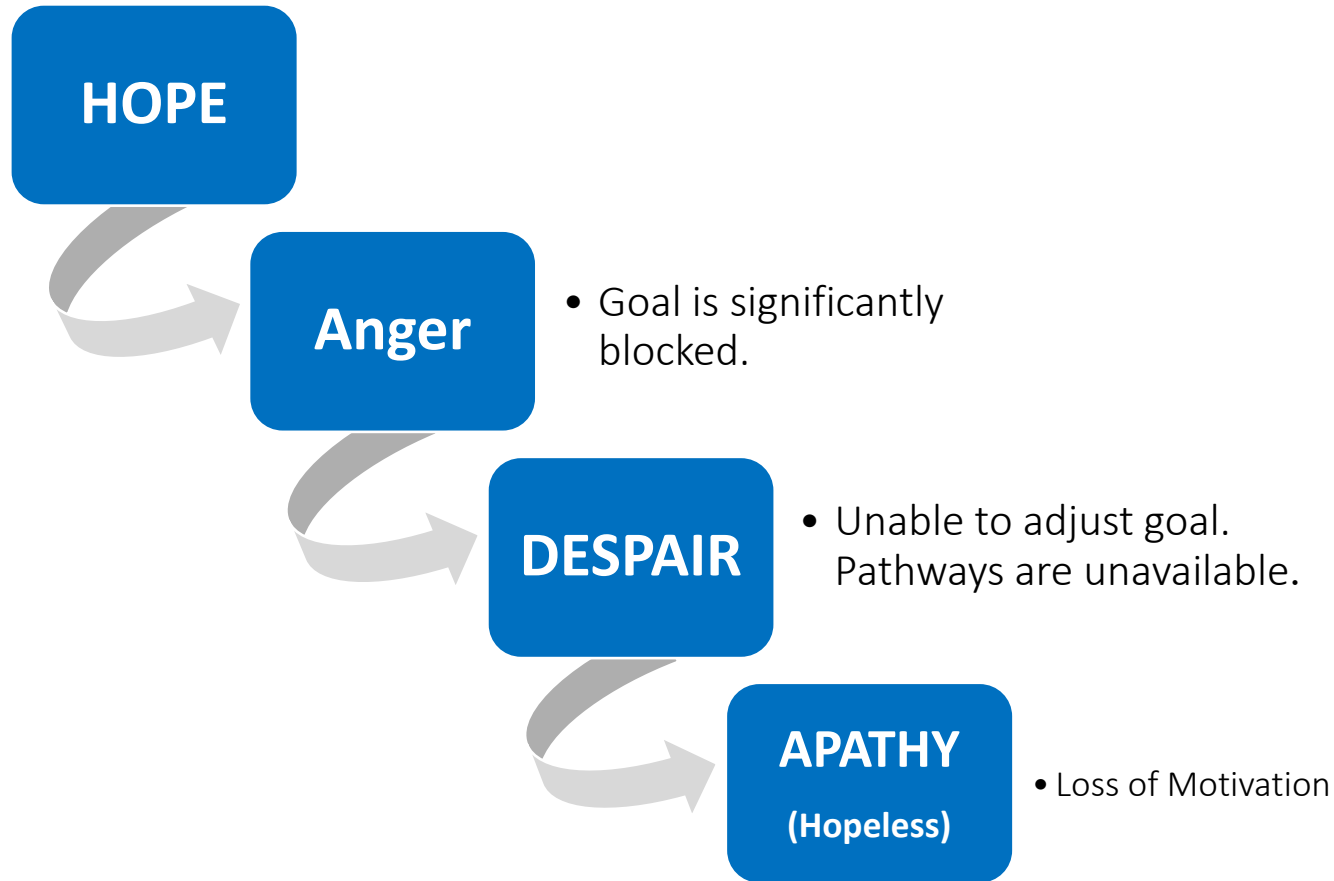 HOPE
Anger
• Goal is significantly
blocked.
DESPAIR
• Unable to adjust goal.
Pathways are unavailable.
APATHY
(Hopeless)
• Loss of Motivation